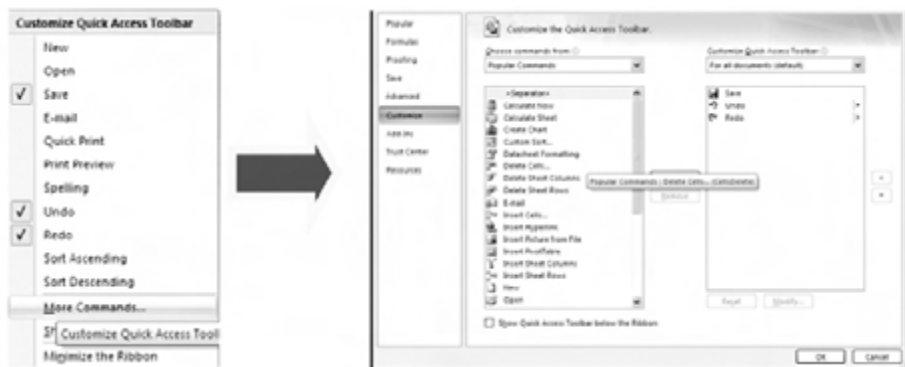 Customize Quick Access Toolbar
New
Open
Save
E-mail
Quick Print
Print Preview
Spelling
Undo
Redo
Sort Ascending
Sort Descending
More Commands...
Customize Quick Access Tool
Minimize the Ribbon
Popular
Formulas
Proofing
Save
Advanced
Customize
Add-Ins
Trust Center
Resources
Customize the Quick Access Toolbar.
Choose commands from:
Popular Commands
<Separator>
Calculate Now
Calculate Sheet
Create Chart
Custom Sort...
Datasheet Formatting
Delete Cells...
Delete Sheet Columns
Delete Sheet Rows
E-mail
Insert Cells...
Insert Hyperlink
Insert Picture from File
Insert PivotTable
Insert Sheet Columns
Insert Sheet Rows
New
Open
Show Quick Access Toolbar below the Ribbon
Popular Commands | Delete Cells... (CellsDelete)
Remove
Customize Quick Access Toolbar:
For all documents (default)
Save
Undo
Redo
Reset Modify...
OK Cancel